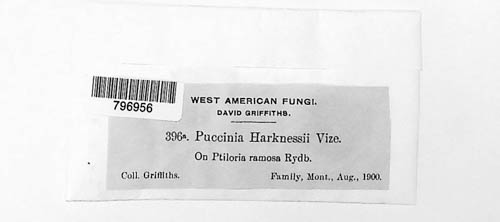 796956
WEST AMERICAN FUNGI.
DAVID GRIFFITHS.
396a. Puccinia Harknessii Vize.
On Ptiloria ramosa Rydb.
Coll. Griffiths. Family, Mont., Aug., 1900.